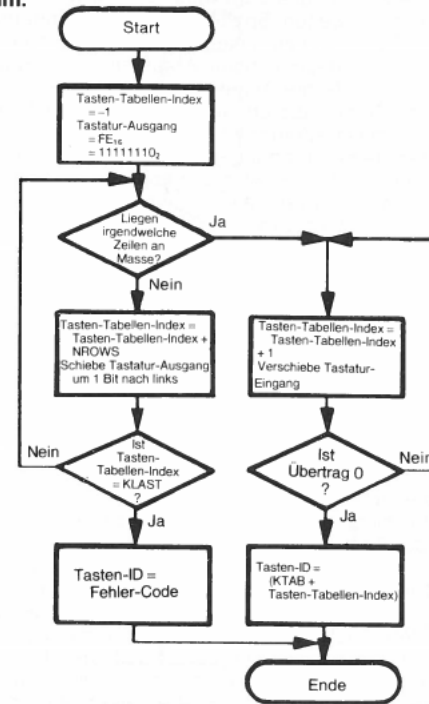 Start
Tasten-Tabellen-Index
= −1
Tastatur-Ausgang
= FE₁₆
= 11111110₂
Liegen
irgendwelche
Zeilen an
Masse?
Ja
Nein
Tasten-Tabellen-Index =
Tasten-Tabellen-Index +
NROWS
Schiebe Tastatur-Ausgang
um 1 Bit nach links
Tasten-Tabellen-Index =
Tasten-Tabellen-Index
+ 1
Verschiebe Tastatur-
Eingang
Nein
Ist
Tasten-
Tabellen-Index
= KLAST
?
Ja
Ist
Übertrag 0
?
Nein
Ja
Tasten-ID =
Fehler-Code
Tasten-ID =
(KTAB +
Tasten-Tabellen-Index)
Ende